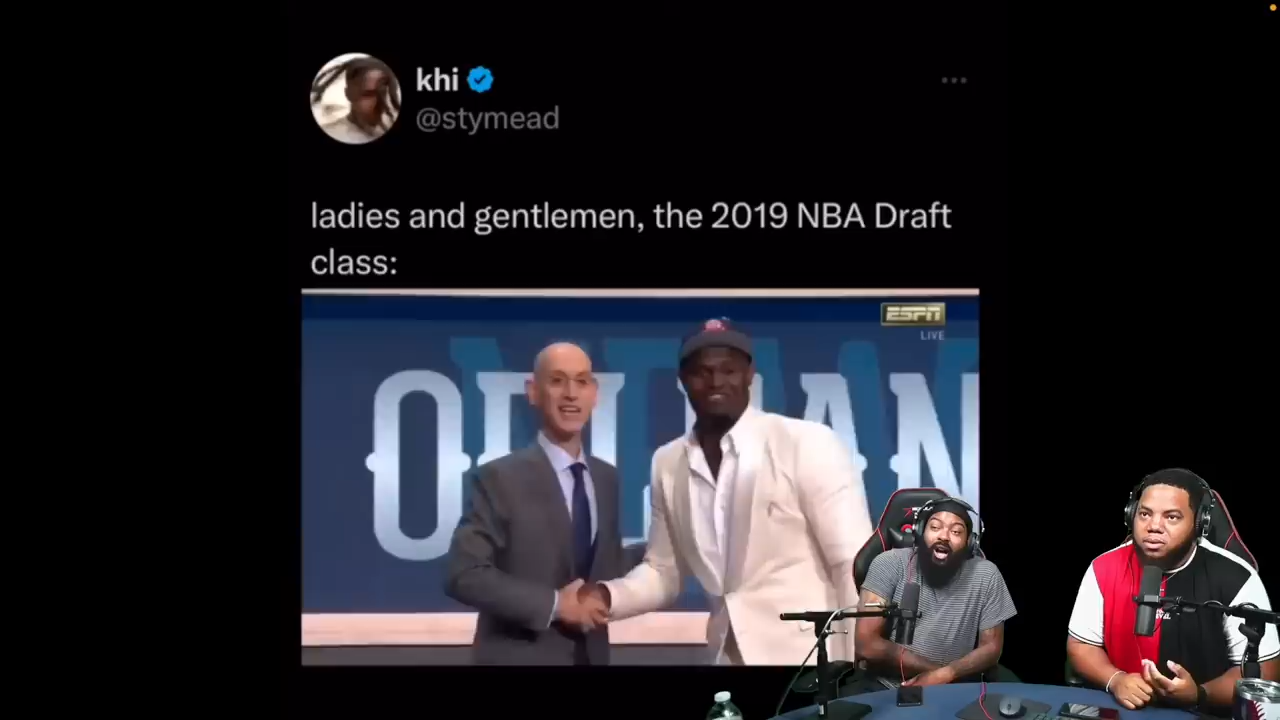 khi
@stymead
ladies and gentlemen, the 2019 NBA Draft
class:
ESPN
LIVE